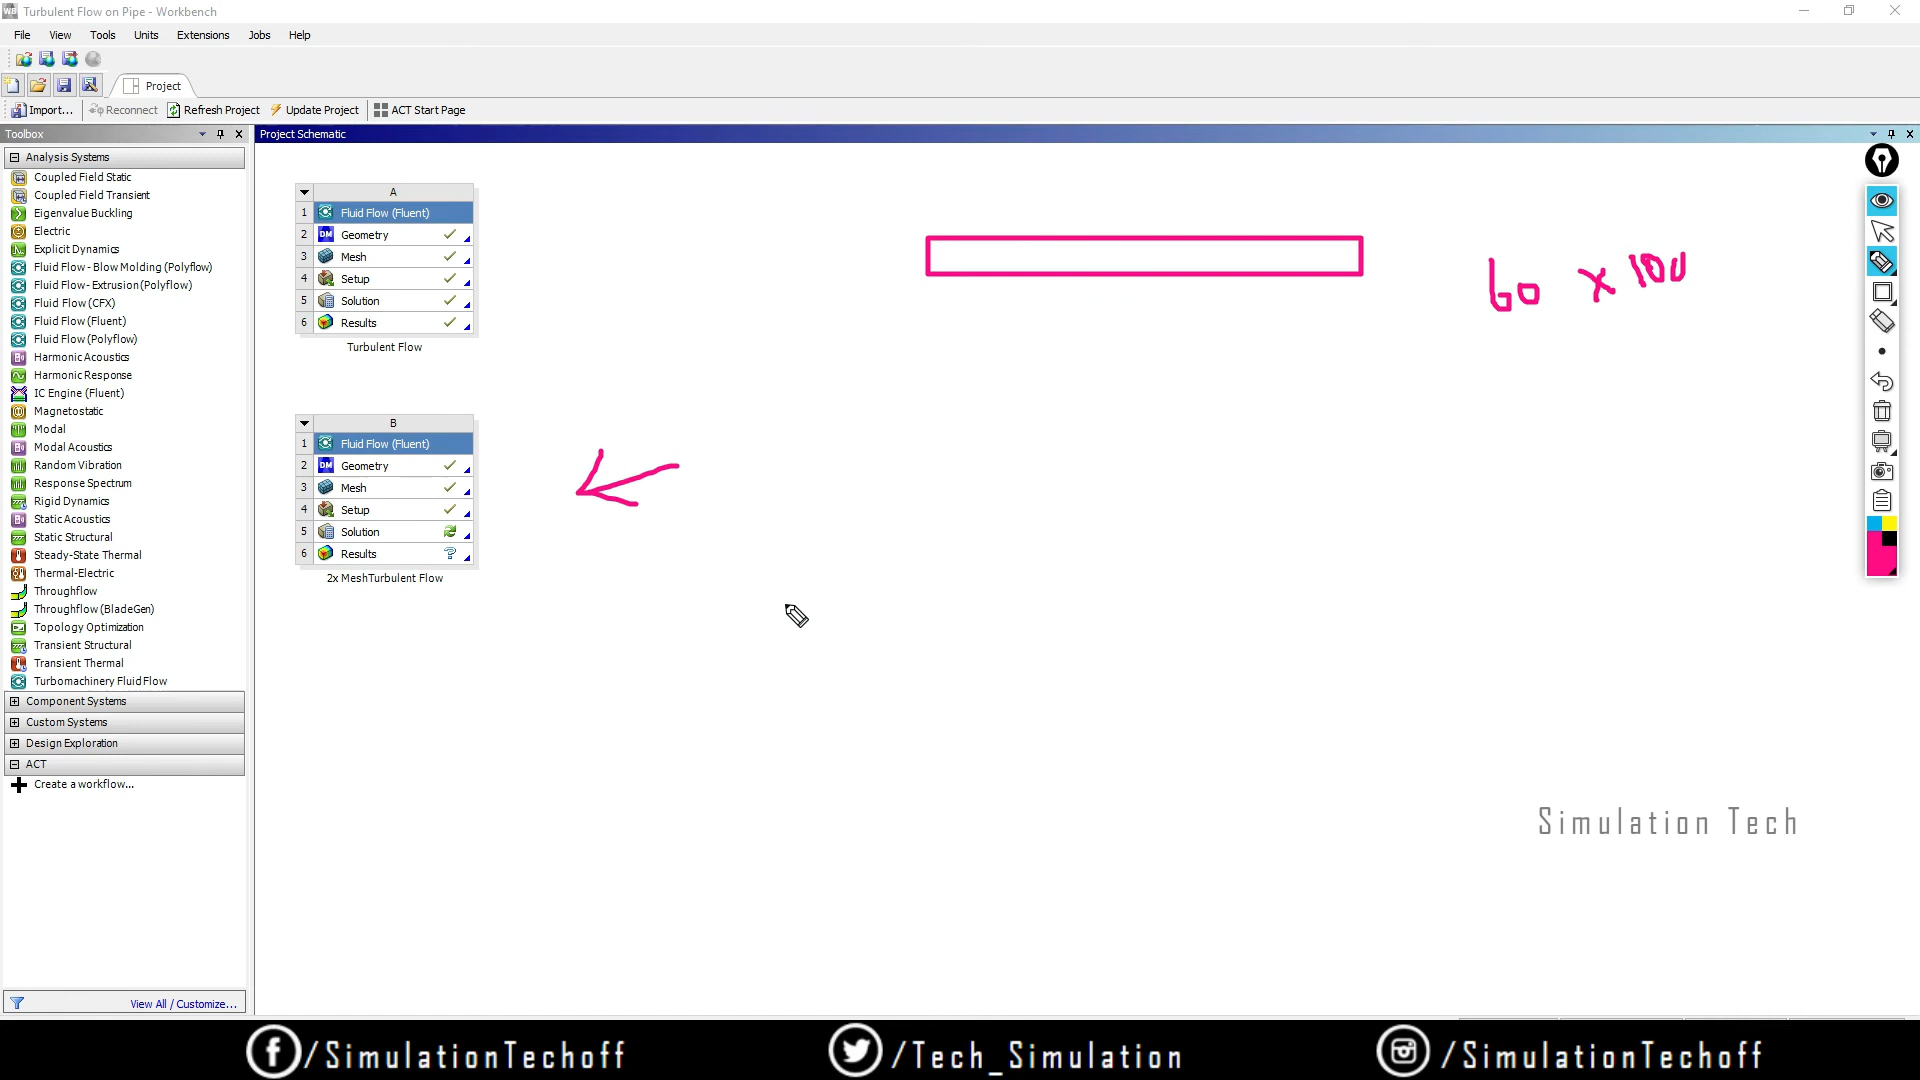 Turbulent Flow on Pipe - Workbench
File View Tools Units Extensions Jobs Help
Project
Import... Reconnect Refresh Project Update Project ACT Start Page
Toolbox
Project Schematic
Analysis Systems
Coupled Field Static
Coupled Field Transient
Eigenvalue Buckling
Electric
Explicit Dynamics
Fluid Flow - Blow Molding (Polyflow)
Fluid Flow - Extrusion (Polyflow)
Fluid Flow (CFX)
Fluid Flow (Fluent)
Fluid Flow (Polyflow)
Harmonic Acoustics
Harmonic Response
IC Engine (Fluent)
Magnetostatic
Modal
Modal Acoustics
Random Vibration
Response Spectrum
Rigid Dynamics
Static Acoustics
Static Structural
Steady-State Thermal
Thermal-Electric
Throughflow
Throughflow (BladeGen)
Topology Optimization
Transient Structural
Transient Thermal
Turbomachinery Fluid Flow
Component Systems
Custom Systems
Design Exploration
ACT
Create a workflow...
View All / Customize...
A
1 Fluid Flow (Fluent)
2 DM Geometry
3 Mesh
4 Setup
5 Solution
6 Results
Turbulent Flow
B
1 Fluid Flow (Fluent)
2 DM Geometry
3 Mesh
4 Setup
5 Solution
6 Results ?
2x MeshTurbulent Flow
60 x 100
Simulation Tech
/SimulationTechoff /Tech_Simulation /SimulationTechoff